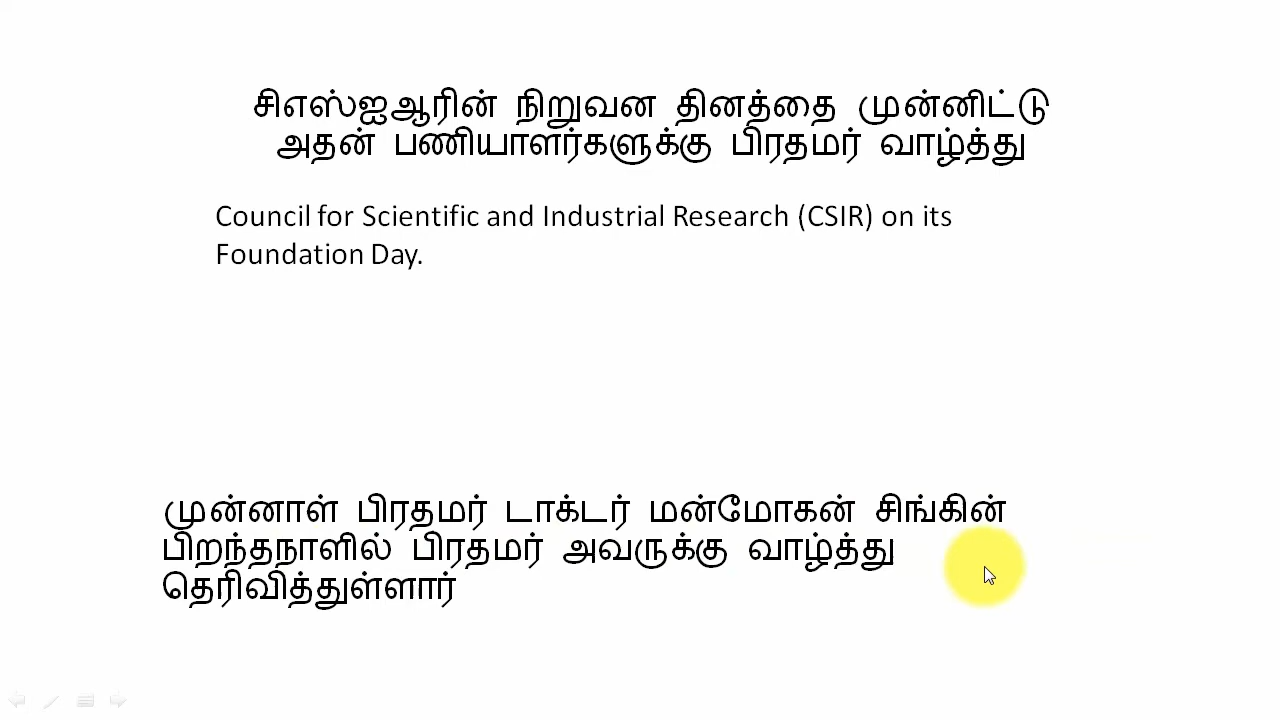 சிஎஸ்ஐஆரின் நிறுவன தினத்தை முன்னிட்டு
அதன் பணியாளர்களுக்கு பிரதமர் வாழ்த்து
Council for Scientific and Industrial Research (CSIR) on its
Foundation Day.
முன்னாள் பிரதமர் டாக்டர் மன்மோகன் சிங்கின்
பிறந்தநாளில் பிரதமர் அவருக்கு வாழ்த்து
தெரிவித்துள்ளார்